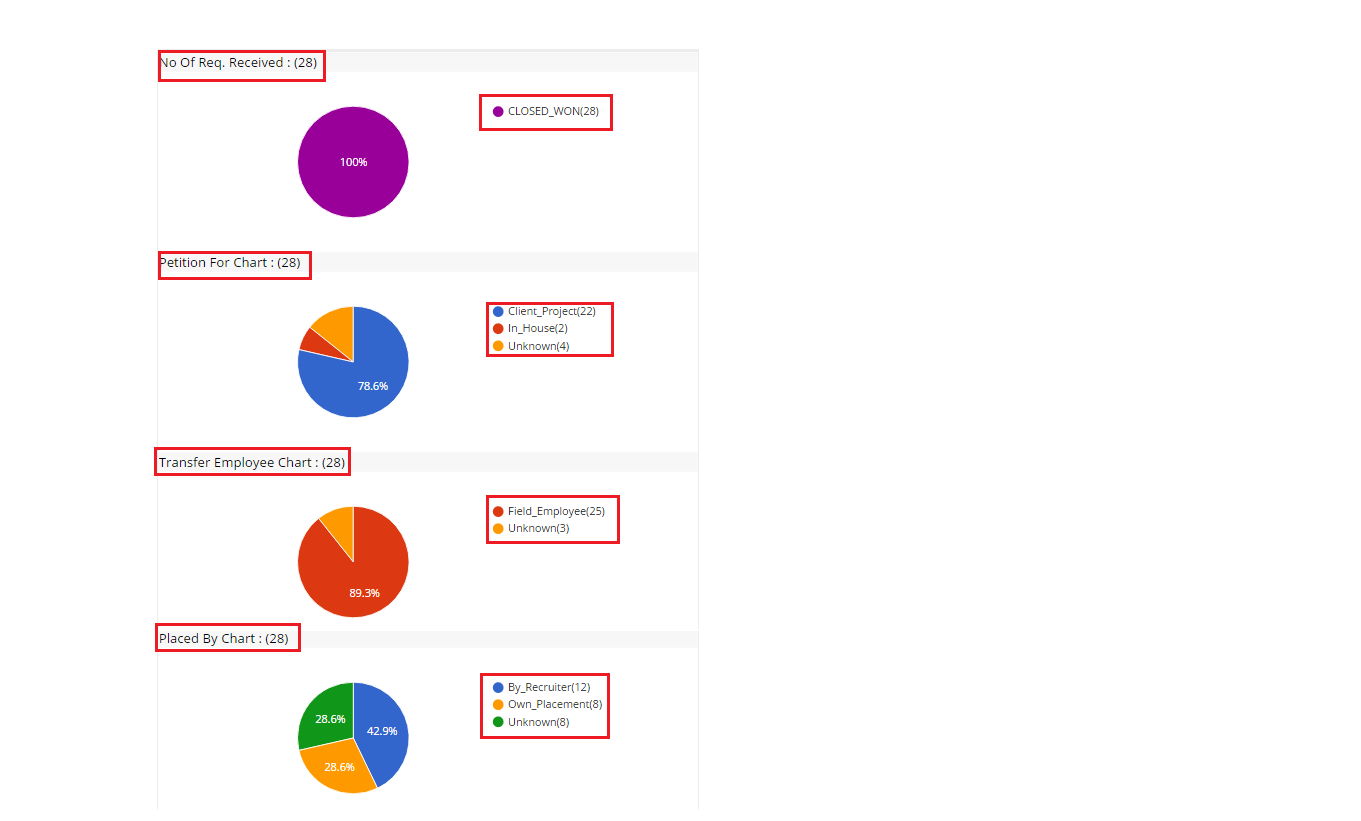 No Of Req. Received : (28)
CLOSED_WON(28)
100%
Petition For Chart : (28)
Client_Project(22)
In_House(2)
Unknown(4)
78.6%
Transfer Employee Chart : (28)
Field_Employee(25)
Unknown(3)
89.3%
Placed By Chart : (28)
By_Recruiter(12)
Own_Placement(8)
Unknown(8)
28.6%
42.9%
28.6%